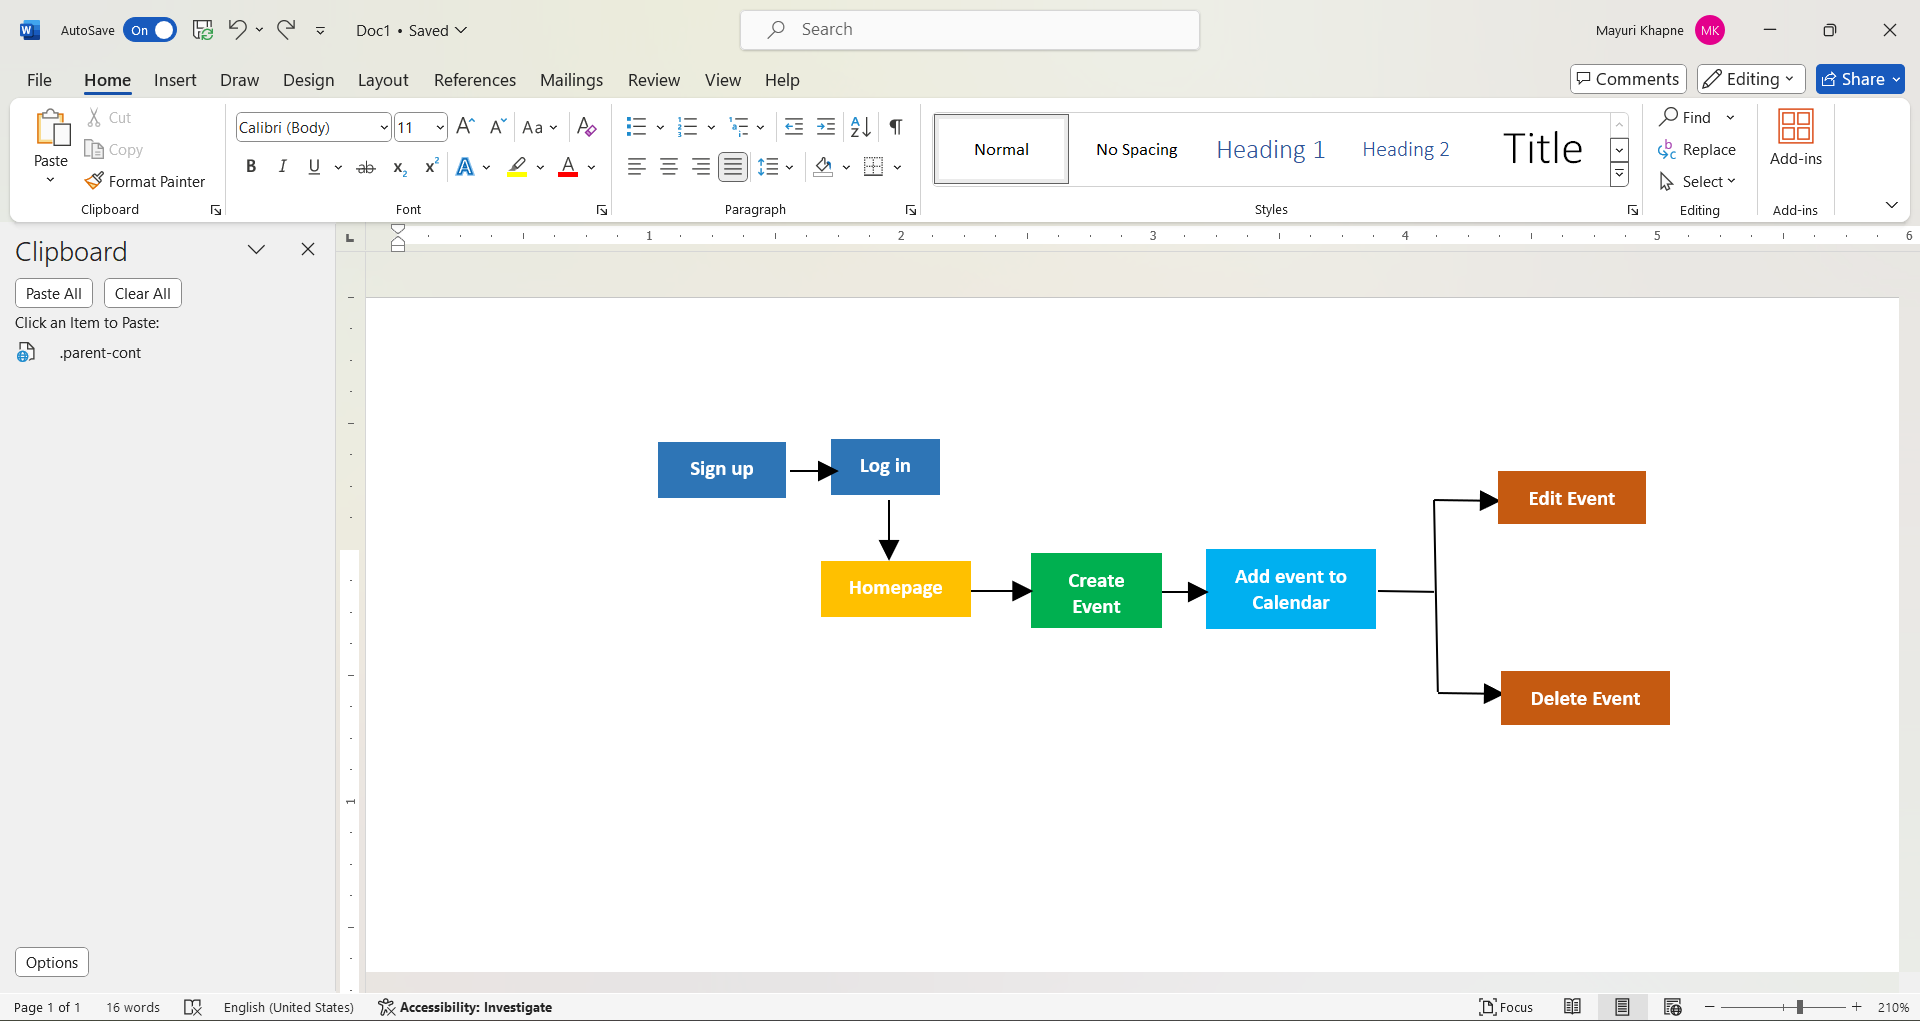 AutoSave On Doc1 • Saved Search Mayuri Khapne MK
File Home Insert Draw Design Layout References Mailings Review View Help Comments Editing Share
Paste
Cut
Copy
Format Painter
Clipboard
Calibri (Body) 11
Font
Paragraph
Normal No Spacing Heading 1 Heading 2 Title
Styles
Find
Replace
Select
Editing
Add-ins
Add-ins
Clipboard
Paste All Clear All
Click an Item to Paste:
.parent-cont
Options
1 2 3 4 5 6
1
Sign up
Log in
Homepage
Create
Event
Add event to
Calendar
Edit Event
Delete Event
Page 1 of 1 16 words English (United States) Accessibility: Investigate Focus 210%